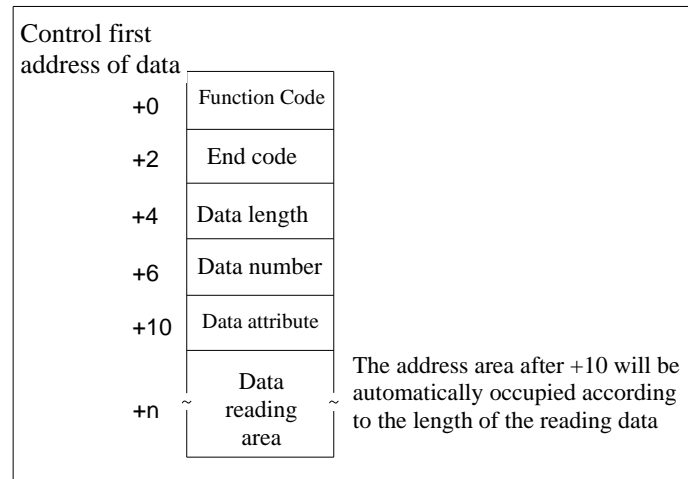 Control first
address of data
+0 Function Code
+2 End code
+4 Data length
+6 Data number
+10 Data attribute
Data
+n ~ reading ~
area
The address area after +10 will be
automatically occupied according
to the length of the reading data